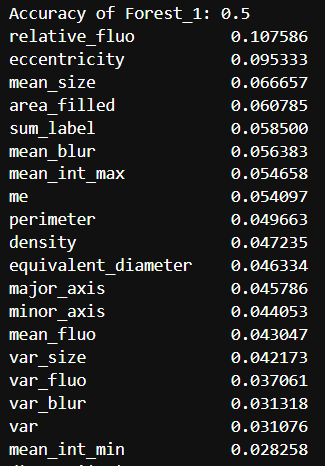 Accuracy of Forest_1: 0.5
relative_fluo 0.107586
eccentricity 0.095333
mean_size 0.066657
area_filled 0.060785
sum_label 0.058500
mean_blur 0.056383
mean_int_max 0.054658
me 0.054097
perimeter 0.049663
density 0.047235
equivalent_diameter 0.046334
major_axis 0.045786
minor_axis 0.044053
mean_fluo 0.043047
var_size 0.042173
var_fluo 0.037061
var_blur 0.031318
var 0.031076
mean_int_min 0.028258